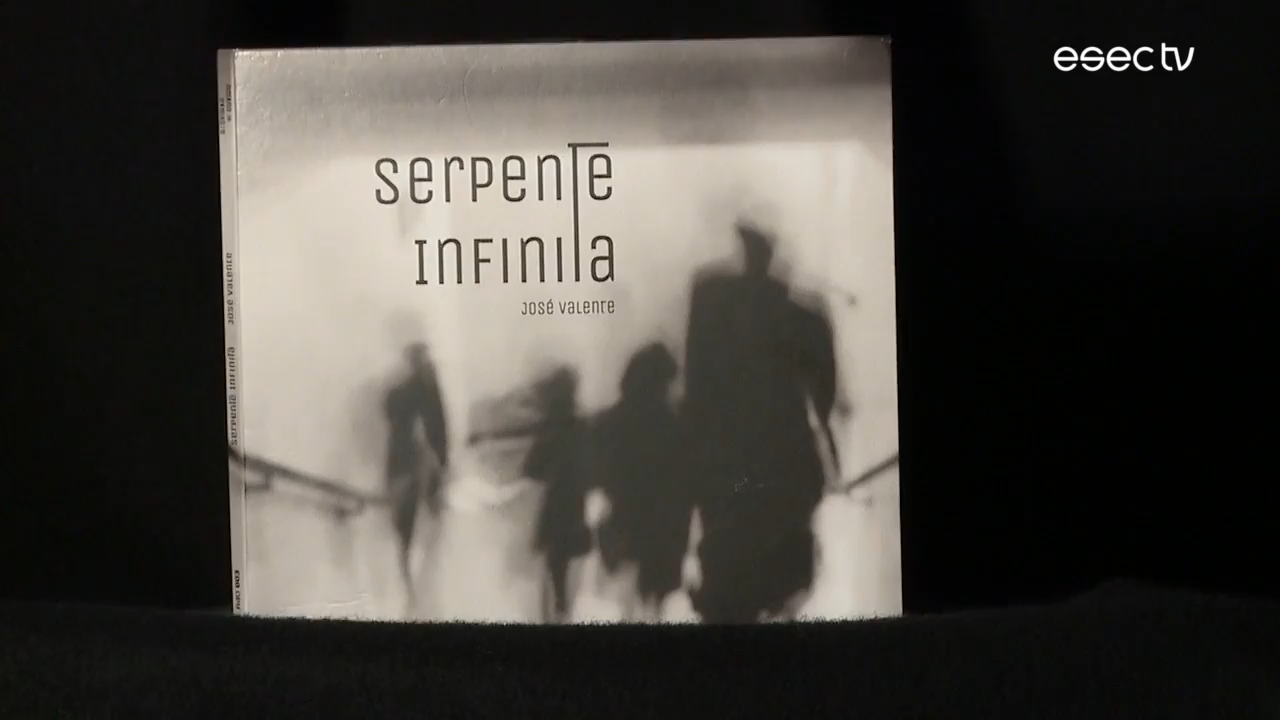 esec tv
serpente
infinita
José Valente
José Valente
serpente infinita